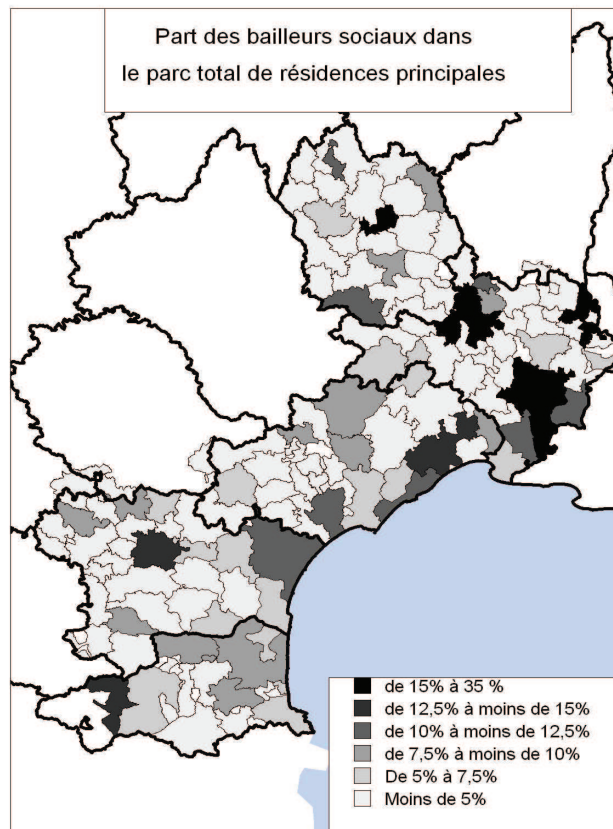 Part des bailleurs sociaux dans
le parc total de résidences principales
de 15% à 35 %
de 12,5% à moins de 15%
de 10% à moins de 12,5%
de 7,5% à moins de 10%
De 5% à 7,5%
Moins de 5%